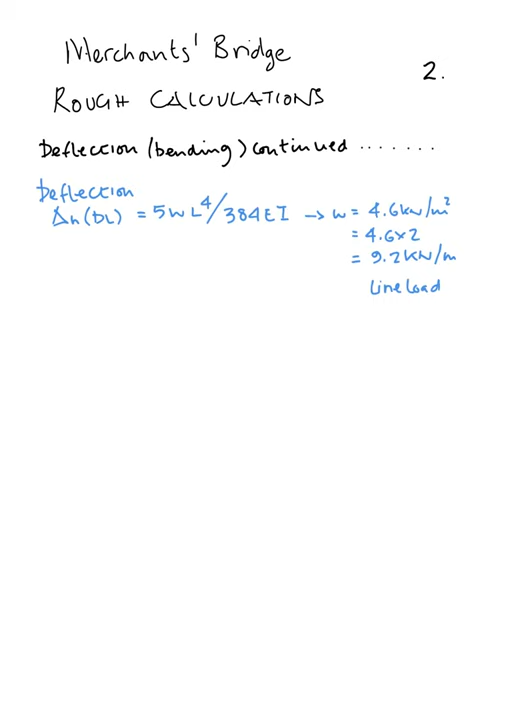 Merchants' Bridge
2.
ROUGH CALCULATIONS
Deflection (bending) continued .......
Deflection
Δh(DL) = 5WL⁴/384EI → w = 4.6kN/m²
= 4.6×2
= 9.2KN/m
Line Load